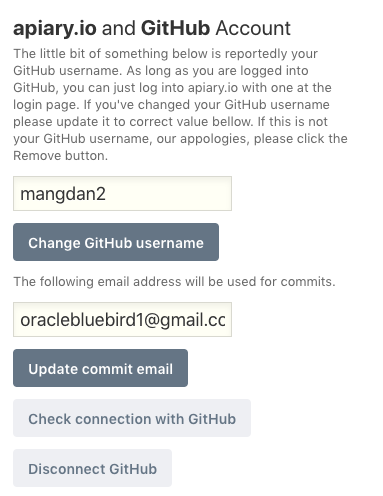 apiary.io and GitHub Account
The little bit of something below is reportedly your
GitHub username. As long as you are logged into
GitHub, you can just log into apiary.io with one at the
login page. If you've changed your GitHub username
please update it to correct value bellow. If this is not
your GitHub username, our appologies, please click the
Remove button.
mangdan2
Change GitHub username
The following email address will be used for commits.
oraclebluebird1@gmail.cc
Update commit email
Check connection with GitHub
Disconnect GitHub